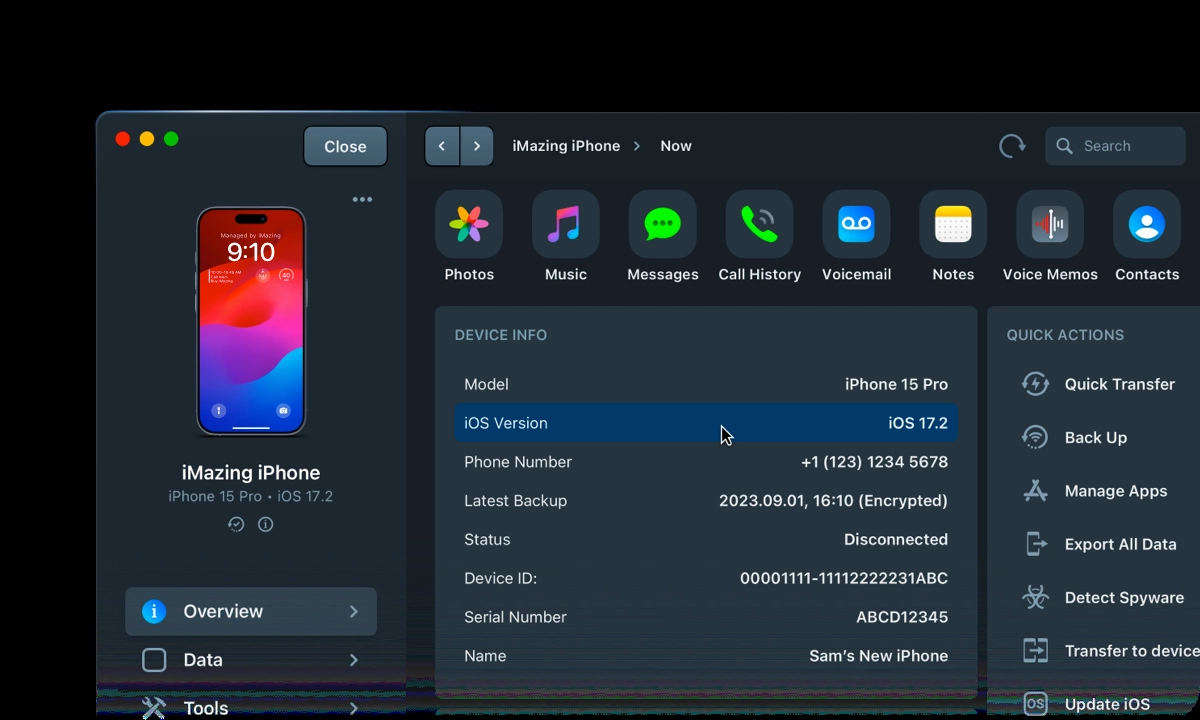 Close
iMazing iPhone > Now
Search
Managed by iMazing
9:10
iMazing iPhone
iPhone 15 Pro • iOS 17.2
Overview
Data
Tools
Photos
Music
Messages
Call History
Voicemail
Notes
Voice Memos
Contacts
DEVICE INFO
Model iPhone 15 Pro
iOS Version iOS 17.2
Phone Number +1 (123) 1234 5678
Latest Backup 2023.09.01, 16:10 (Encrypted)
Status Disconnected
Device ID: 00001111-11112222231ABC
Serial Number ABCD12345
Name Sam’s New iPhone
QUICK ACTIONS
Quick Transfer
Back Up
Manage Apps
Export All Data
Detect Spyware
Transfer to device
OS
Update iOS